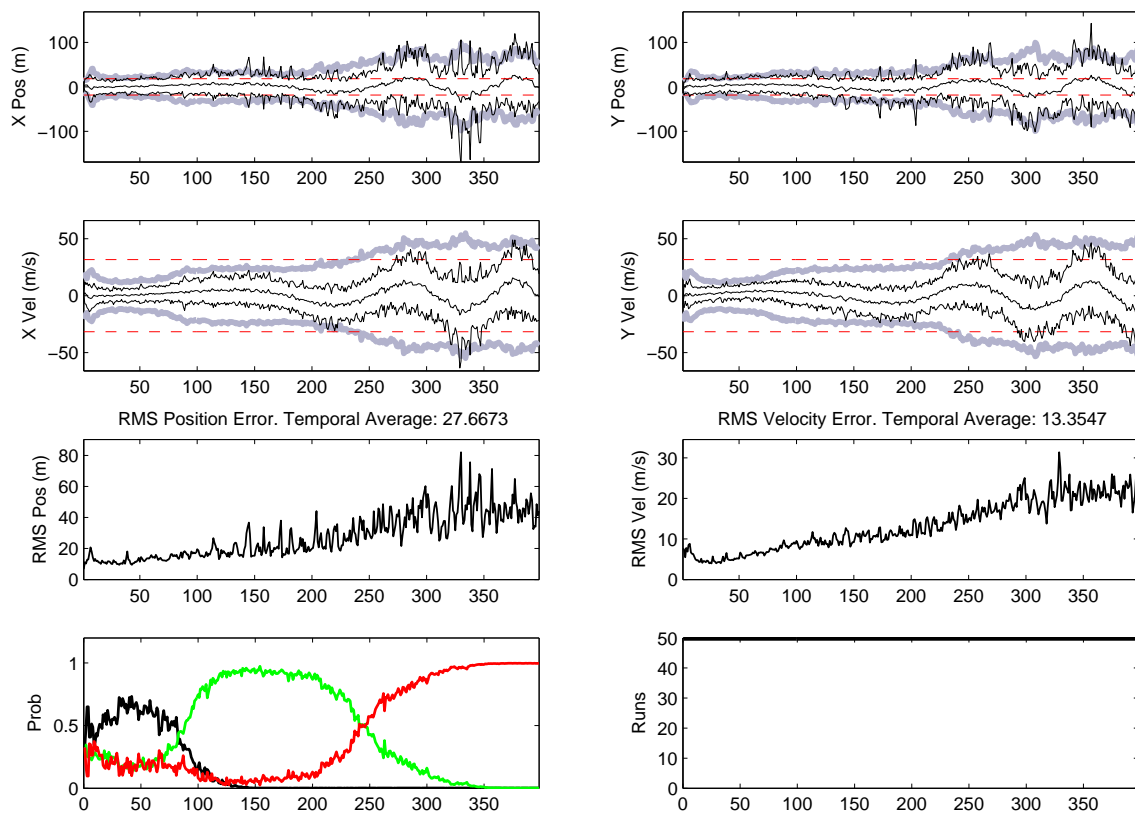 100
0
−100
X Pos (m)
50 100 150 200 250 300 350
100
0
−100
Y Pos (m)
50 100 150 200 250 300 350
50
0
−50
X Vel (m/s)
50 100 150 200 250 300 350
50
0
−50
Y Vel (m/s)
50 100 150 200 250 300 350
RMS Position Error. Temporal Average: 27.6673
80
60
40
20
0
RMS Pos (m)
50 100 150 200 250 300 350
RMS Velocity Error. Temporal Average: 13.3547
30
20
10
0
RMS Vel (m/s)
50 100 150 200 250 300 350
1
0.5
0
Prob
0 50 100 150 200 250 300 350
50
40
30
20
10
0
Runs
0 50 100 150 200 250 300 350